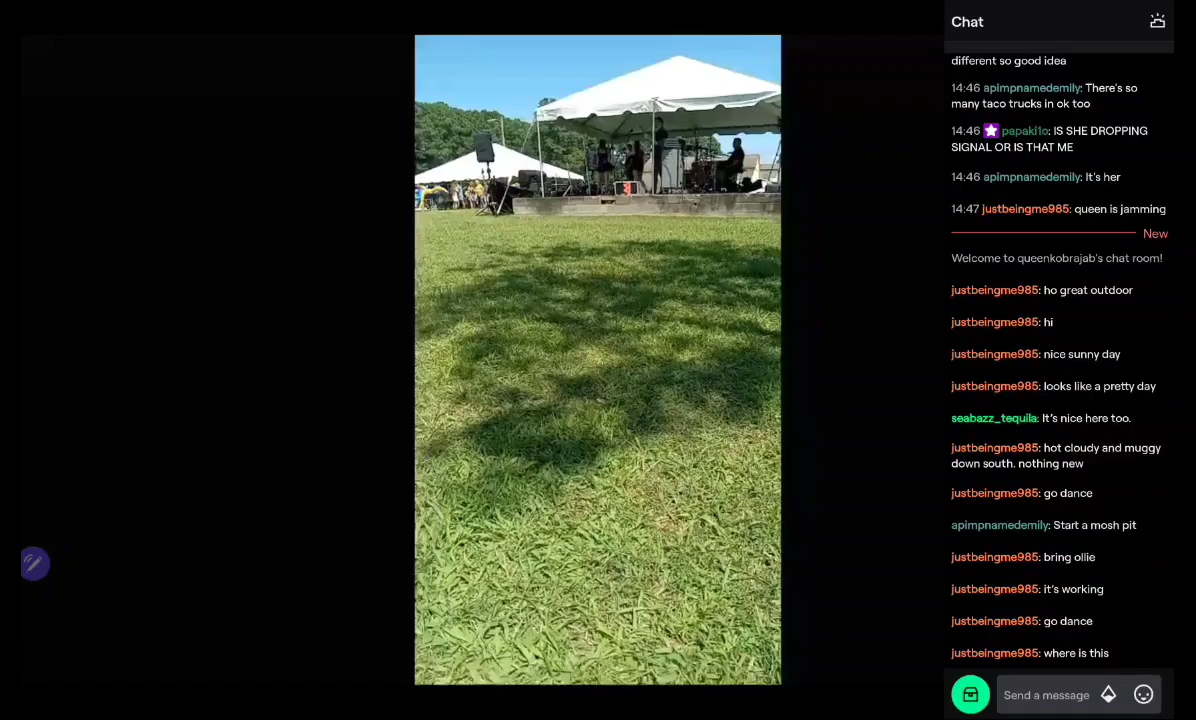 Chat
different so good idea
14:46 apimpnamedemily: There's so
many taco trucks in ok too
14:46 papaki1o: IS SHE DROPPING
SIGNAL OR IS THAT ME
14:46 apimpnamedemily: It's her
14:47 justbeingme985: queen is jamming
New
Welcome to queenkobrajab's chat room!
justbeingme985: ho great outdoor
justbeingme985: hi
justbeingme985: nice sunny day
justbeingme985: looks like a pretty day
seabazz_tequila: It's nice here too.
justbeingme985: hot cloudy and muggy
down south. nothing new
justbeingme985: go dance
apimpnamedemily: Start a mosh pit
justbeingme985: bring ollie
justbeingme985: it's working
justbeingme985: go dance
justbeingme985: where is this
Send a message